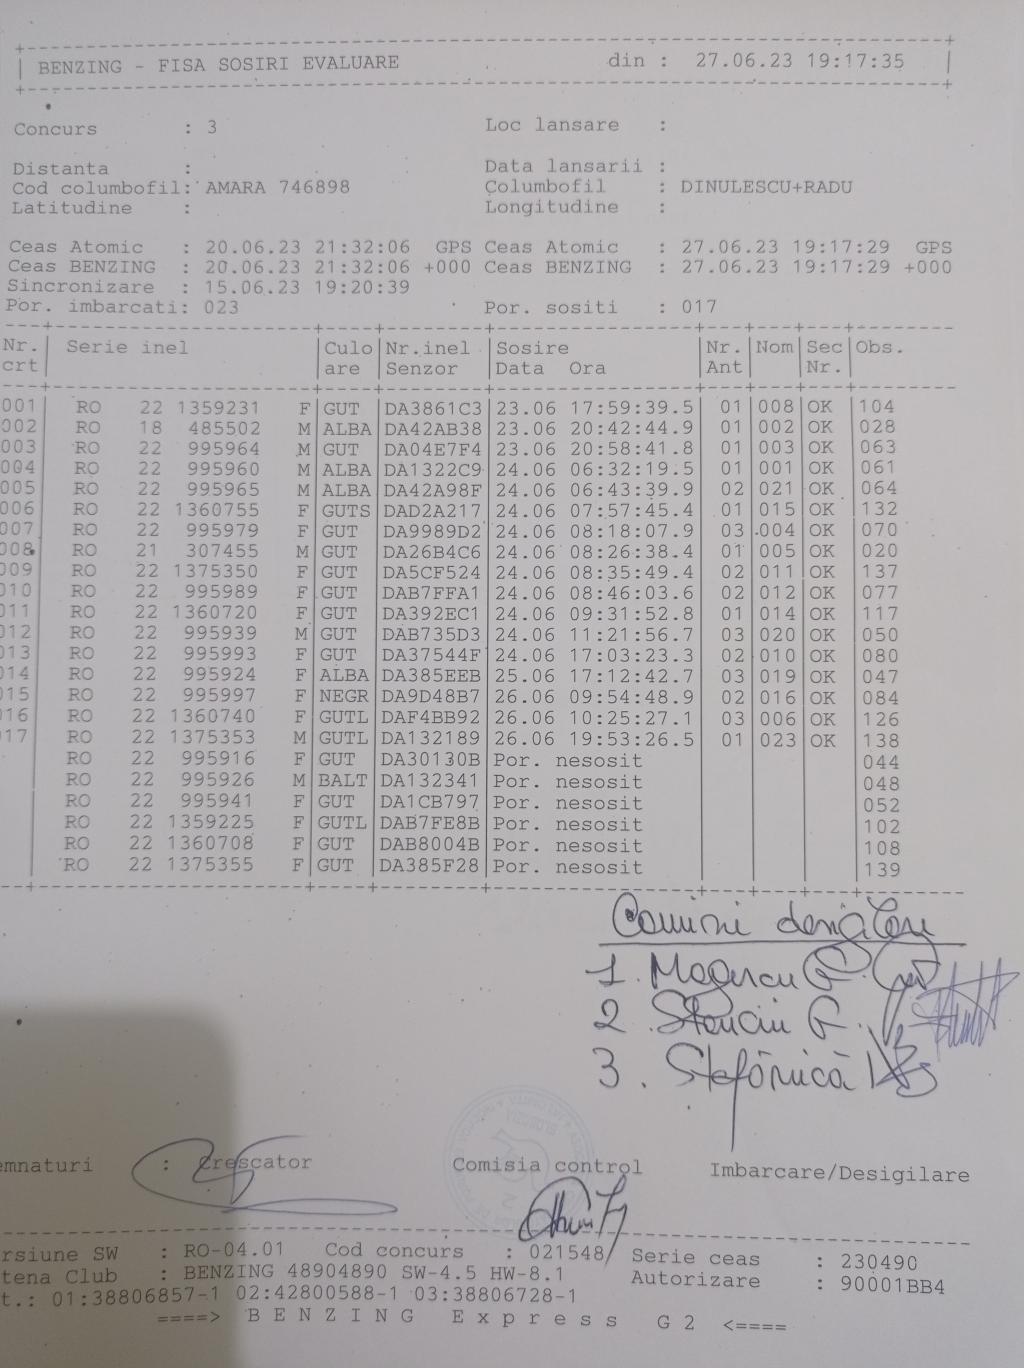 BENZING - FISA SOSIRI EVALUARE din : 27.06.23 19:17:35
Concurs : 3 Loc lansare :
Distanta : Data lansarii :
Cod columbofil: AMARA 746898 Columbofil : DINULESCU+RADU
Latitudine : Longitudine :
Ceas Atomic : 20.06.23 21:32:06 GPS Ceas Atomic : 27.06.23 19:17:29 GPS
Ceas BENZING : 20.06.23 21:32:06 +000 Ceas BENZING : 27.06.23 19:17:29 +000
Sincronizare : 15.06.23 19:20:39
Por. imbarcati: 023 Por. sositi : 017
Nr. Serie inel Culo Nr.inel Sosire Nr. Nom Sec Obs.
crt are Senzor Data Ora Ant Nr.
001 RO 22 1359231 F GUT DA3861C3 23.06 17:59:39.5 01 008 OK 104
002 RO 18 485502 M ALBA DA42AB38 23.06 20:42:44.9 01 002 OK 028
003 RO 22 995964 M GUT DA04E7F4 23.06 20:58:41.8 01 003 OK 063
004 RO 22 995960 M ALBA DA1322C9 24.06 06:32:19.5 01 001 OK 061
005 RO 22 995965 M ALBA DA42A98F 24.06 06:43:39.9 02 021 OK 064
006 RO 22 1360755 F GUTS DAD2A217 24.06 07:57:45.4 01 015 OK 132
007 RO 22 995979 F GUT DA9989D2 24.06 08:18:07.9 03 004 OK 070
008 RO 21 307455 M GUT DA26B4C6 24.06 08:26:38.4 01 005 OK 020
009 RO 22 1375350 F GUT DA5CF524 24.06 08:35:49.4 02 011 OK 137
010 RO 22 995989 F GUT DAB7FFA1 24.06 08:46:03.6 02 012 OK 077
011 RO 22 1360720 F GUT DA392EC1 24.06 09:31:52.8 01 014 OK 117
012 RO 22 995939 M GUT DAB735D3 24.06 11:21:56.7 03 020 OK 050
013 RO 22 995993 F GUT DA37544F 24.06 17:03:23.3 02 010 OK 080
014 RO 22 995924 F ALBA DA385EEB 25.06 17:12:42.7 03 019 OK 047
015 RO 22 995997 F NEGR DA9D48B7 26.06 09:54:48.9 02 016 OK 084
016 RO 22 1360740 F GUTL DAF4BB92 26.06 10:25:27.1 03 006 OK 126
17 RO 22 1375353 M GUTL DA132189 26.06 19:53:26.5 01 023 OK 138
RO 22 995916 F GUT DA30130B Por. nesosit 044
RO 22 995926 M BALT DA132341 Por. nesosit 048
RO 22 995941 F GUT DA1CB797 Por. nesosit 052
RO 22 1359225 F GUTL DAB7FE8B Por. nesosit 102
RO 22 1360708 F GUT DAB8004B Por. nesosit 108
RO 22 1375355 F GUT DA385F28 Por. nesosit 139
1.
2. Stanciu G.
3. Ștefănică
emnaturi : Crescator Comisia control Imbarcare/Desigilare
rsiune SW : RO-04.01 Cod concurs : 021548 Serie ceas : 230490
tena Club : BENZING 48904890 SW-4.5 HW-8.1 Autorizare : 90001BB4
t.: 01:38806857-1 02:42800588-1 03:38806728-1
====> BENZING Express G2 <====